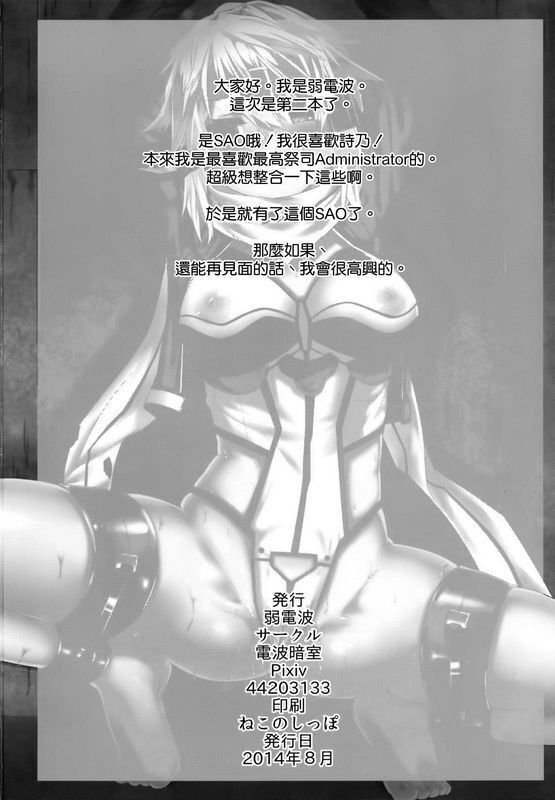 大家好。我是弱電波。
這次是第二本了。
是SAO哦！我很喜歡詩乃！
本來我是最喜歡最高祭司Administrator的。
超級想整合一下這些啊。
於是就有了這個SAO了。
那麼如果、
還能再見面的話、我會很高興的。
発行
弱電波
サークル
電波暗室
Pixiv
44203133
印刷
ねこのしっぽ
発行日
2014年8月